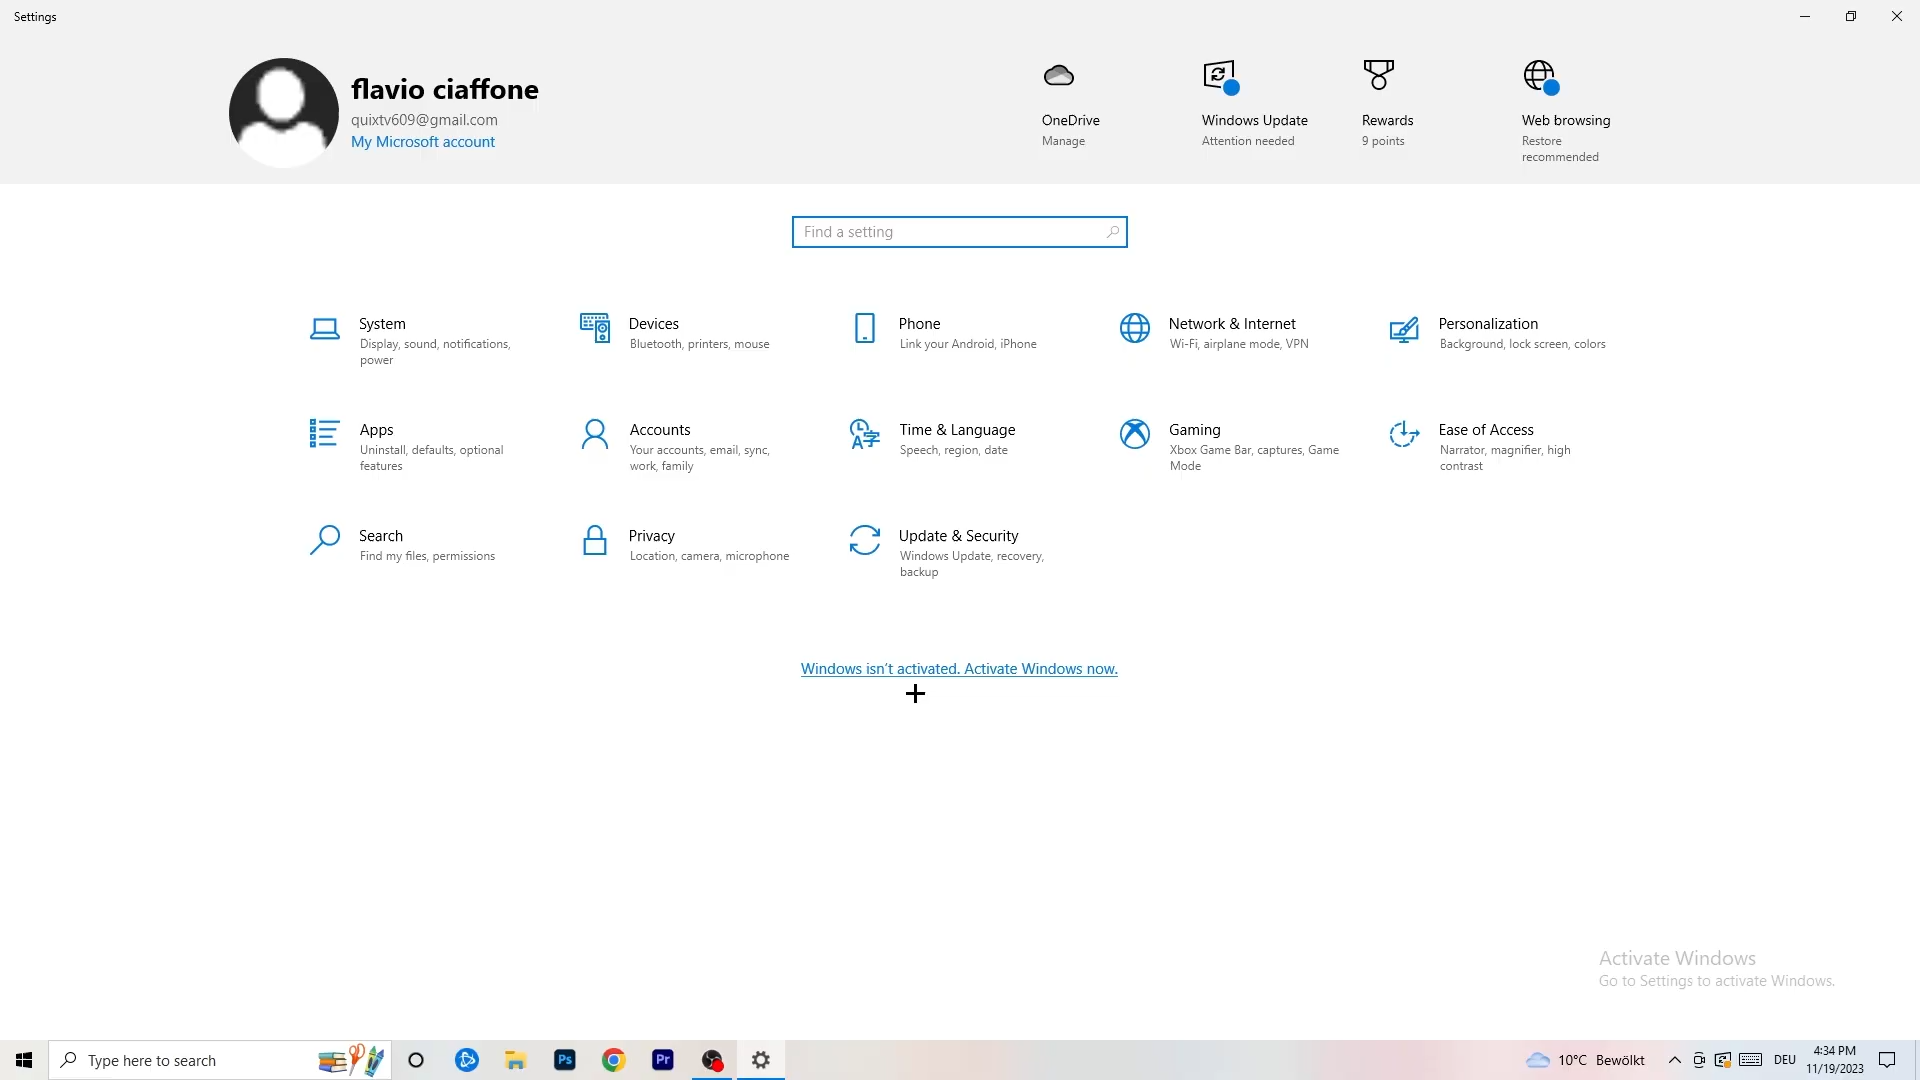 Settings
flavio ciaffone
quixtv609@gmail.com
My Microsoft account
OneDrive
Manage
Windows Update
Attention needed
Rewards
9 points
Web browsing
Restore
recommended
Find a setting
System
Display, sound, notifications,
power
Devices
Bluetooth, printers, mouse
Phone
Link your Android, iPhone
Network & Internet
Wi-Fi, airplane mode, VPN
Personalization
Background, lock screen, colors
Apps
Uninstall, defaults, optional
features
Accounts
Your accounts, email, sync,
work, family
Time & Language
Speech, region, date
Gaming
Xbox Game Bar, captures, Game
Mode
Ease of Access
Narrator, magnifier, high
contrast
Search
Find my files, permissions
Privacy
Location, camera, microphone
Update & Security
Windows Update, recovery,
backup
Windows isn't activated. Activate Windows now.
Activate Windows
Go to Settings to activate Windows.
Type here to search
Ps
Pr
10°C Bewölkt
DEU
4:34 PM
11/19/2023